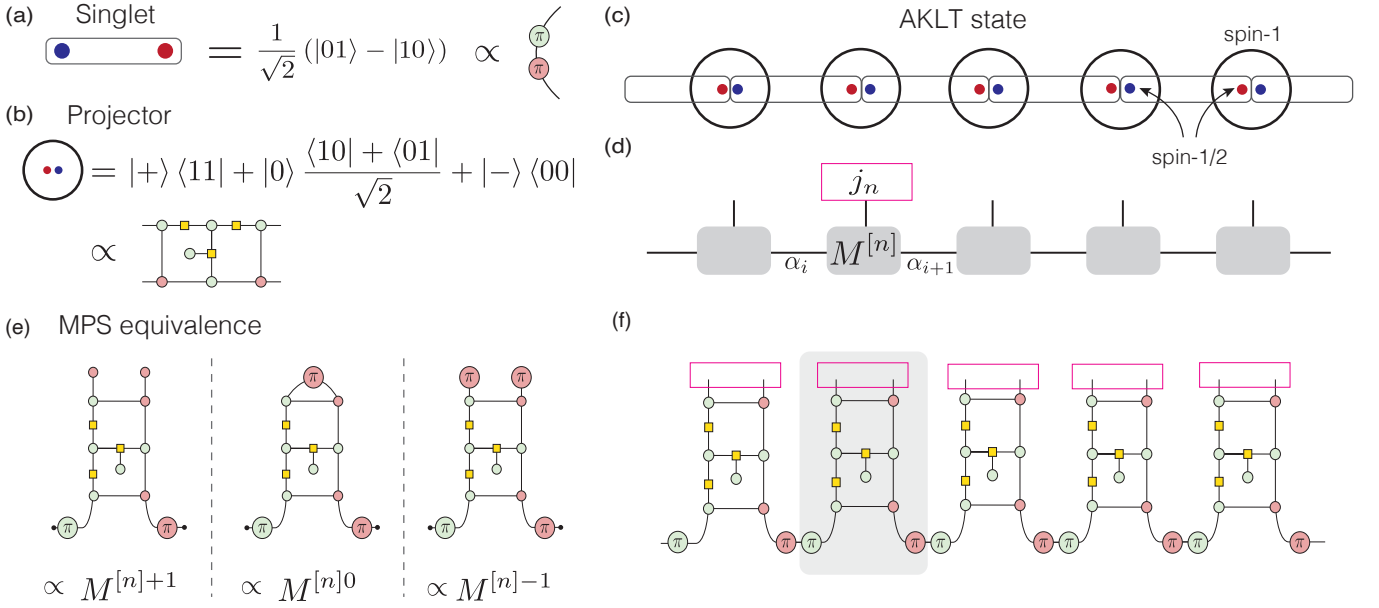 (a) Singlet
= 1/√2 (|01⟩ − |10⟩) ∝ π π
(b) Projector
= |+⟩ ⟨11| + |0⟩ (⟨10| + ⟨01|)/√2 + |−⟩ ⟨00|
∝
(c) AKLT state
spin-1
spin-1/2
(d)
j_n
α_i M^{[n]} α_{i+1}
(e) MPS equivalence
π π π π
π π π π π π
∝ M^{[n]+1} ∝ M^{[n]0} ∝ M^{[n]−1}
(f)
π π π π π π π π π π